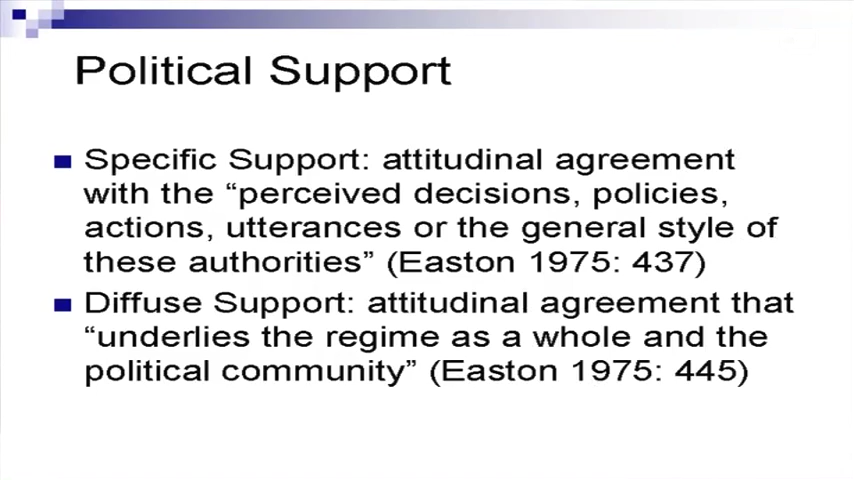 Political Support
Specific Support: attitudinal agreement
with the “perceived decisions, policies,
actions, utterances or the general style of
these authorities” (Easton 1975: 437)
Diffuse Support: attitudinal agreement that
“underlies the regime as a whole and the
political community” (Easton 1975: 445)